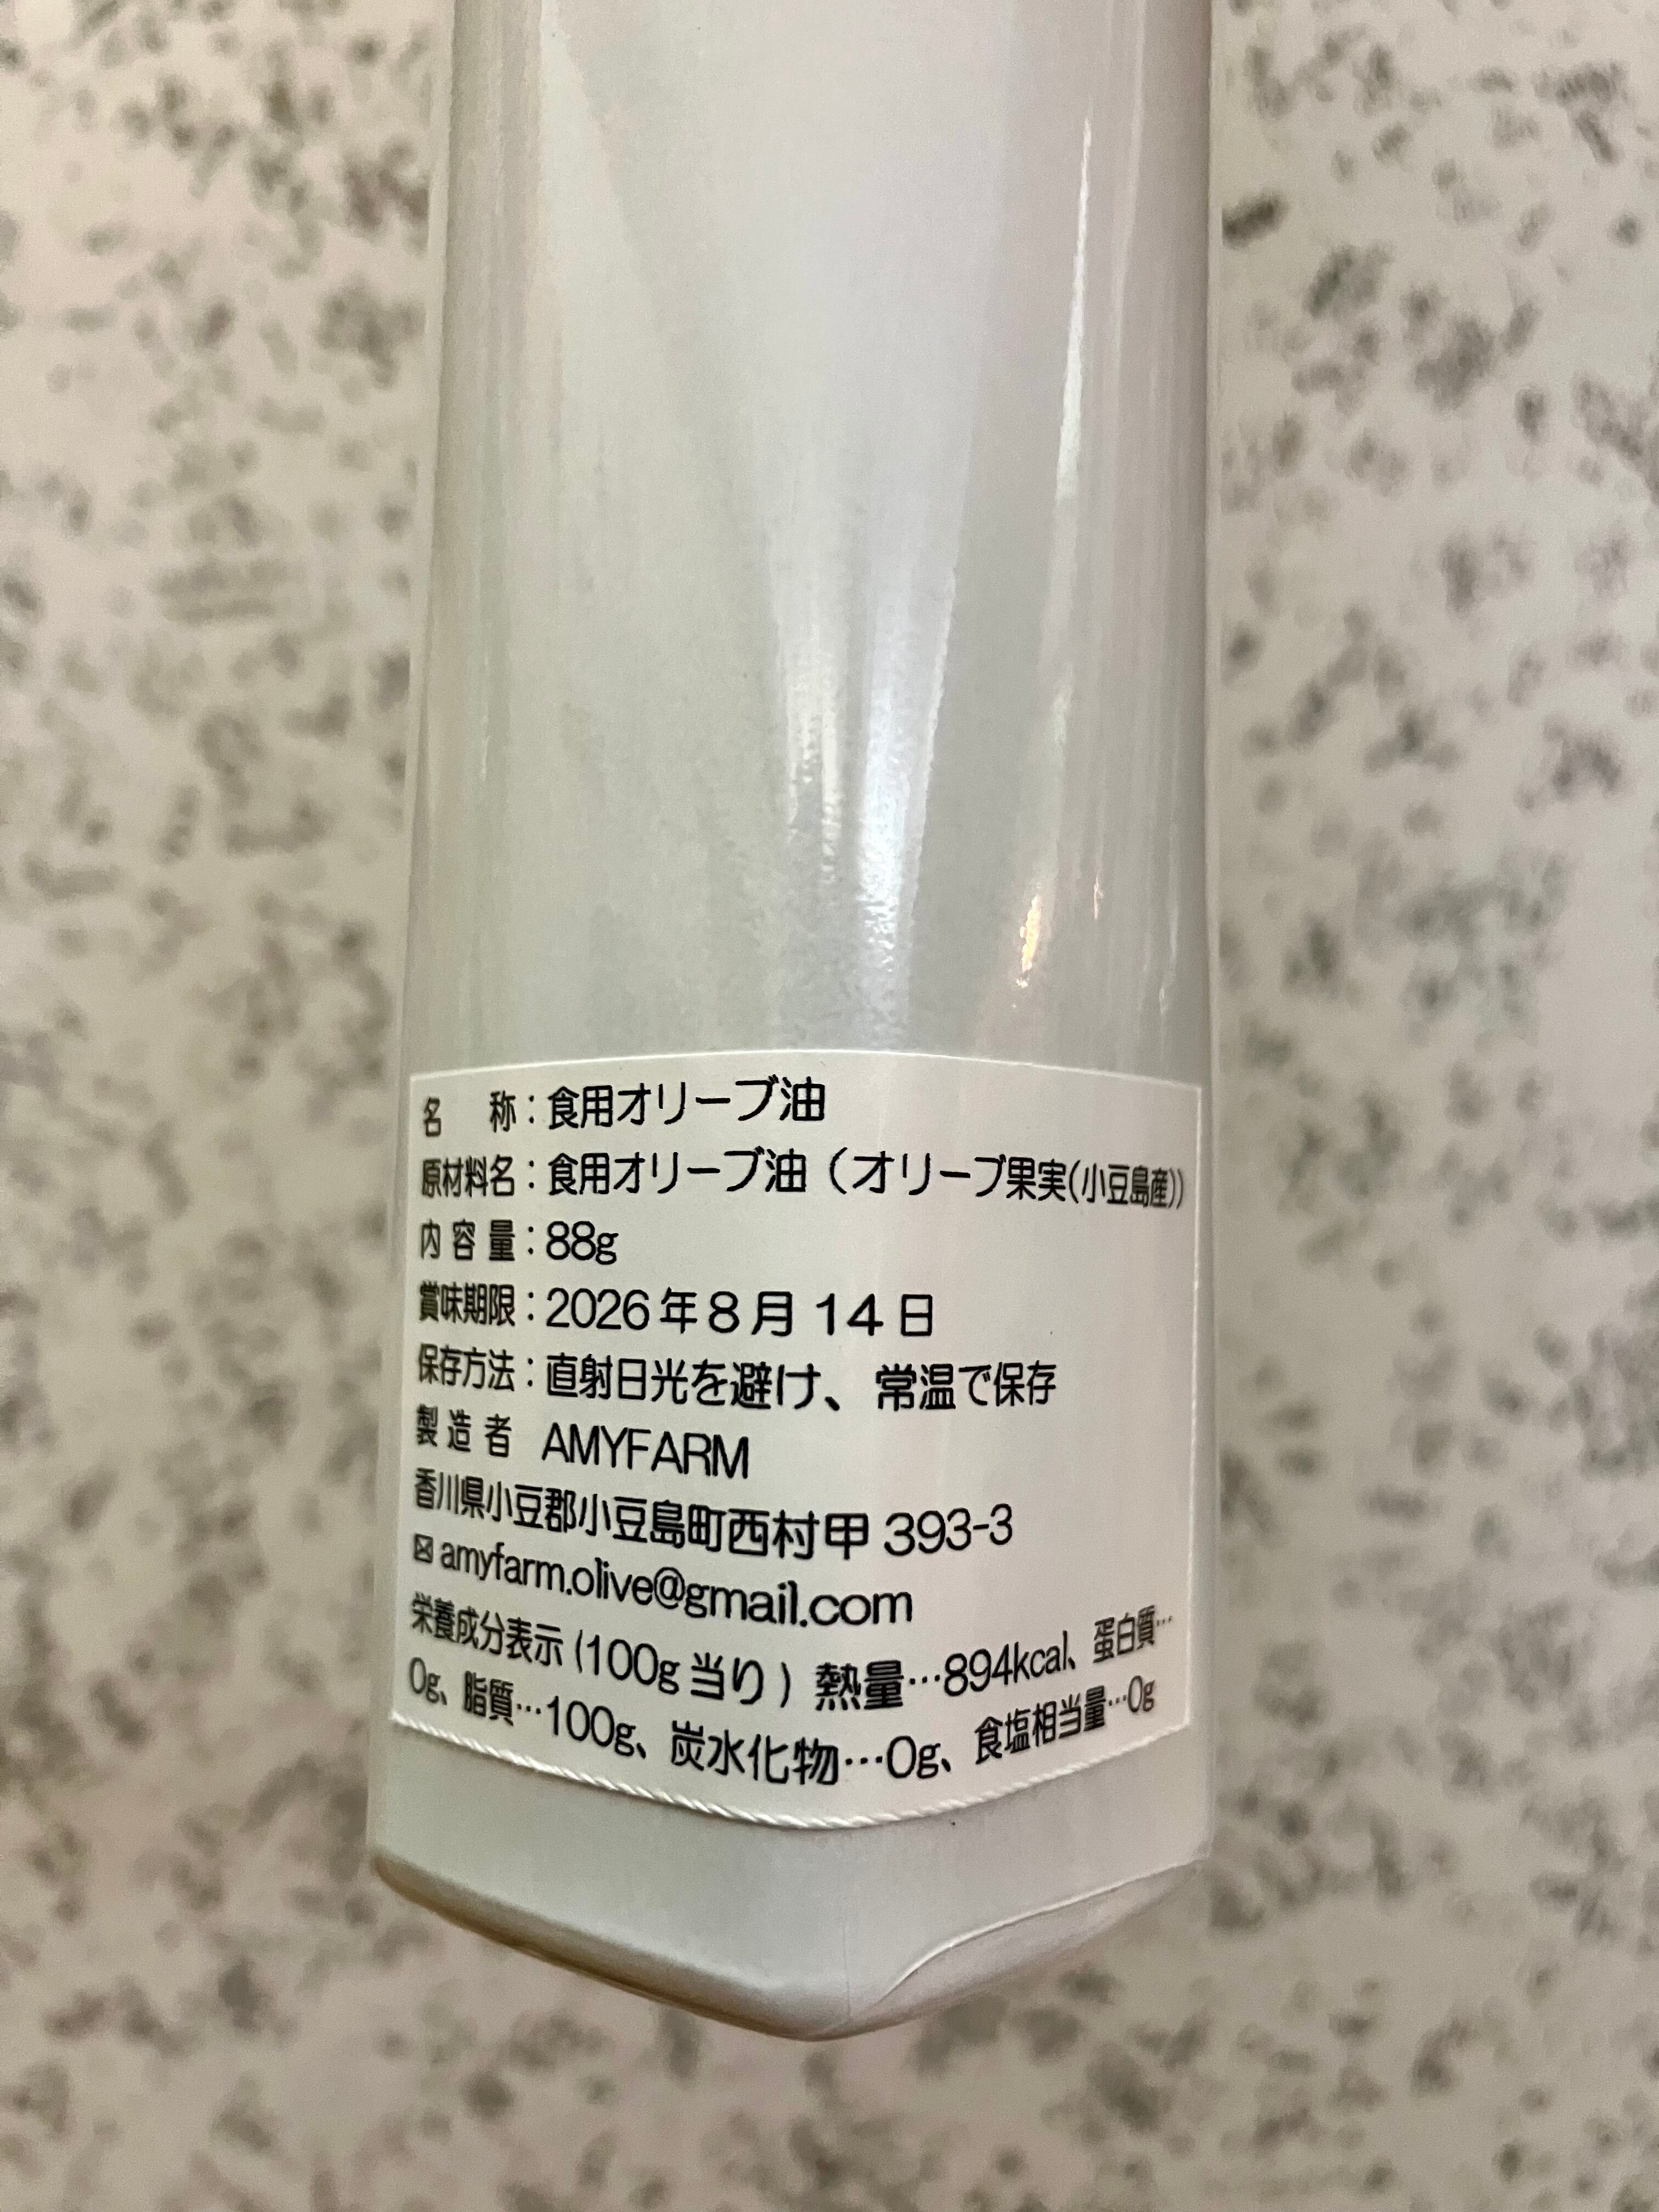 名 称：食用オリーブ油
原材料名：食用オリーブ油（オリーブ果実(小豆島産))
内 容 量：88g
賞味期限：2026年8月14日
保存方法：直射日光を避け、常温で保存
製 造 者 AMYFARM
香川県小豆郡小豆島町西村甲 393-3
✉amyfarm.olive@gmail.com
栄養成分表示 (100g当り) 熱量…894kcal、蛋白質…
0g、脂質…100g、炭水化物…0g、食塩相当量…0g